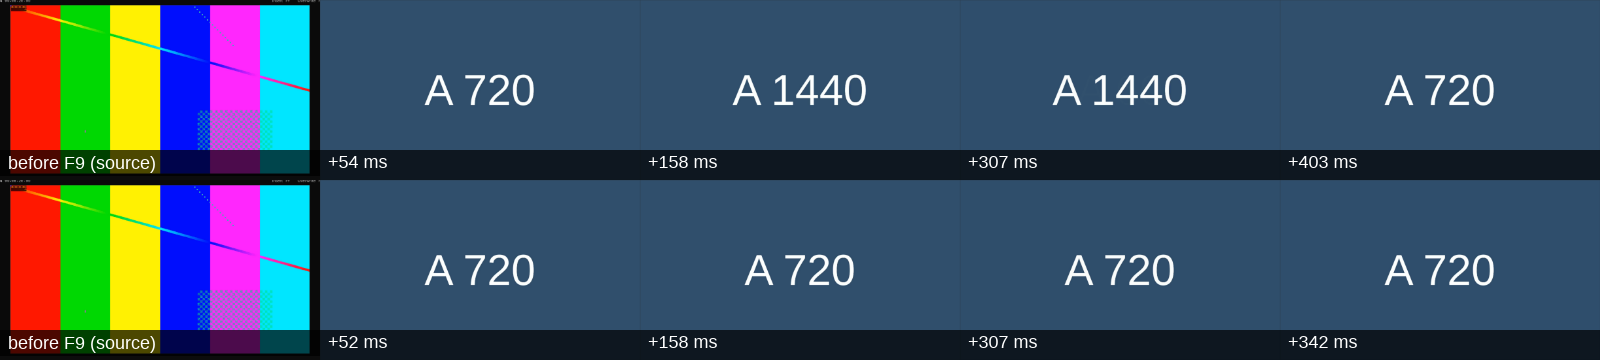 A 720 A 1440 A 1440 A 720
before F9 (source) +54 ms +158 ms +307 ms +403 ms
A 720 A 720 A 720 A 720
before F9 (source) +52 ms +158 ms +307 ms +342 ms